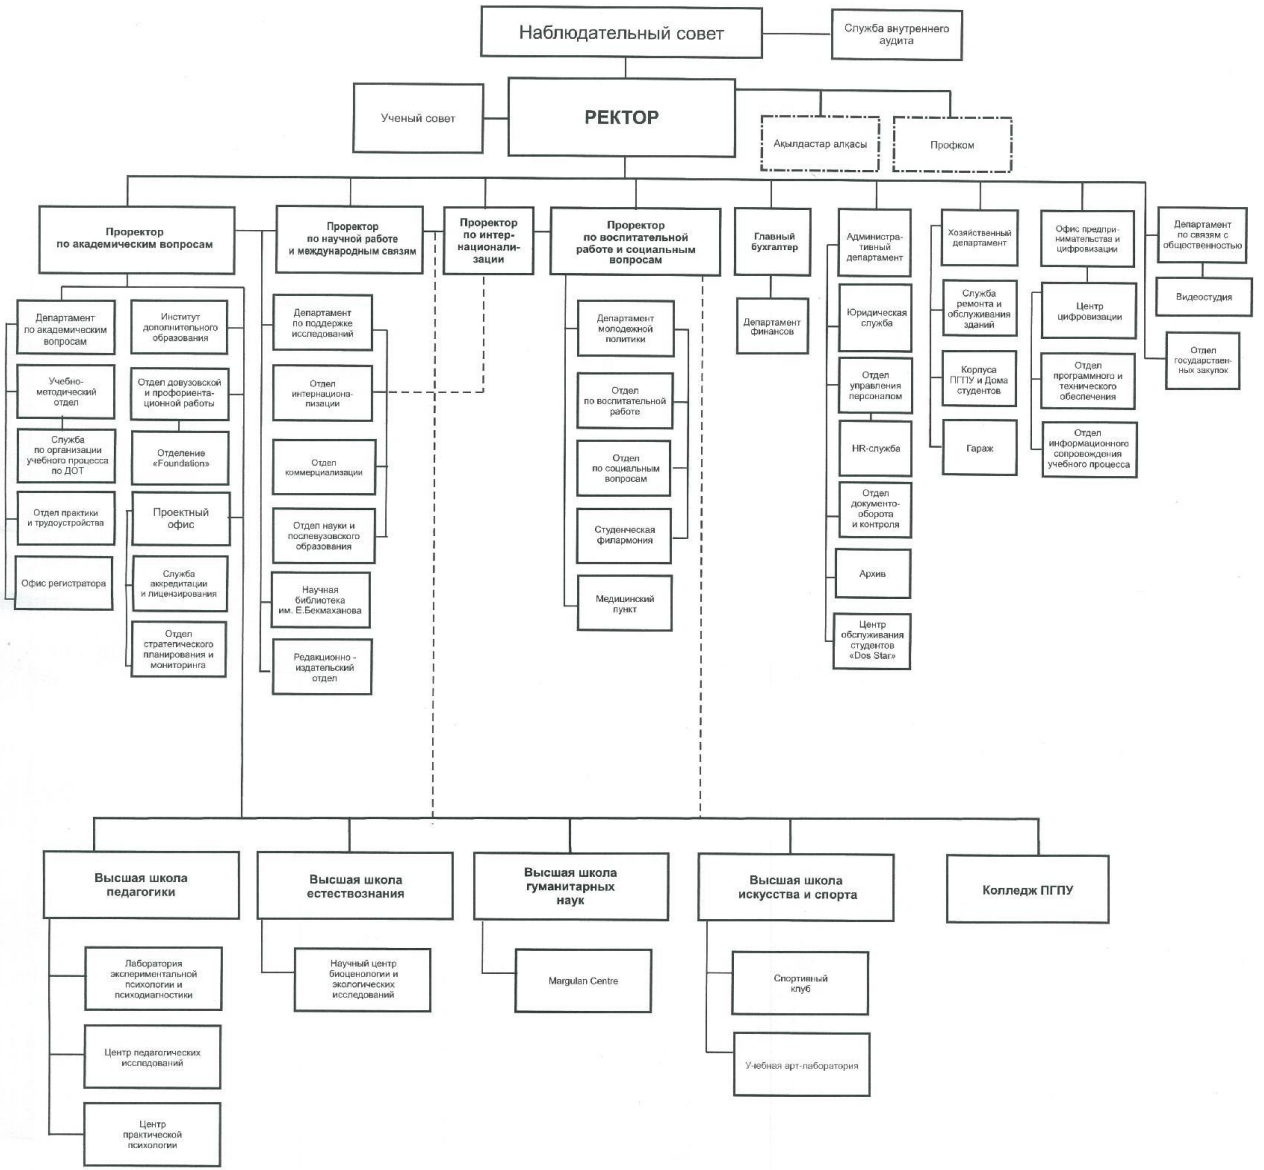 Наблюдательный совет
Служба внутреннего
аудита
Ученый совет
РЕКТОР
Ақылдастар алқасы
Профком
Проректор
по академическим вопросам
Проректор
по научной работе
и международным связям
Проректор
по интер-
национали-
зации
Проректор
по воспитательной
работе и социальным
вопросам
Главный
бухгалтер
Административ-
ный
департамент
Хозяйственный
департамент
Офис предпри-
нимательства и
цифровизации
Департамент
по связям с
общественностью
Департамент
по академическим
вопросам
Учебно-
методический
отдел
Служба
по организации
учебного процесса
по ДОТ
Отдел практики
и трудоустройства
Офис регистратора
Институт
дополнительного
образования
Отдел довузовской
и профориента-
ционной работы
Отделение
«Foundation»
Проектный
офис
Служба
аккредитации
и лицензирования
Отдел
стратегического
планирования и
мониторинга
Департамент
по поддержке
исследований
Отдел
интернациона-
лизации
Отдел
коммерциализации
Отдел науки и
послевузовского
образования
Научная
библиотека
им. Е.Бекмаханова
Редакционно -
издательский
отдел
Департамент
молодежной
политики
Отдел
по воспитательной
работе
Отдел
по социальным
вопросам
Студенческая
филармония
Медицинский
пункт
Департамент
финансов
Юридическая
служба
Отдел
управления
персоналом
HR-служба
Отдел
документо-
оборота
и контроля
Архив
Центр
обслуживания
студентов
«Dos Star»
Служба
ремонта и
обслуживания
зданий
Корпуса
ПГПУ и Дома
студентов
Гараж
Центр
цифровизации
Отдел
программного и
технического
обеспечения
Отдел
информационного
сопровождения
учебного процесса
Видеостудия
Отдел
государствен-
ных закупок
Высшая школа
педагогики
Высшая школа
естествознания
Высшая школа
гуманитарных
наук
Высшая школа
искусства и спорта
Колледж ПГПУ
Лаборатория
экспериментальной
психологии и
психодиагностики
Центр педагогических
исследований
Центр
практической
психологии
Научный центр
биоценологии и
экологических
исследований
Margulan Centre
Спортивный
клуб
Учебная арт-лаборатория